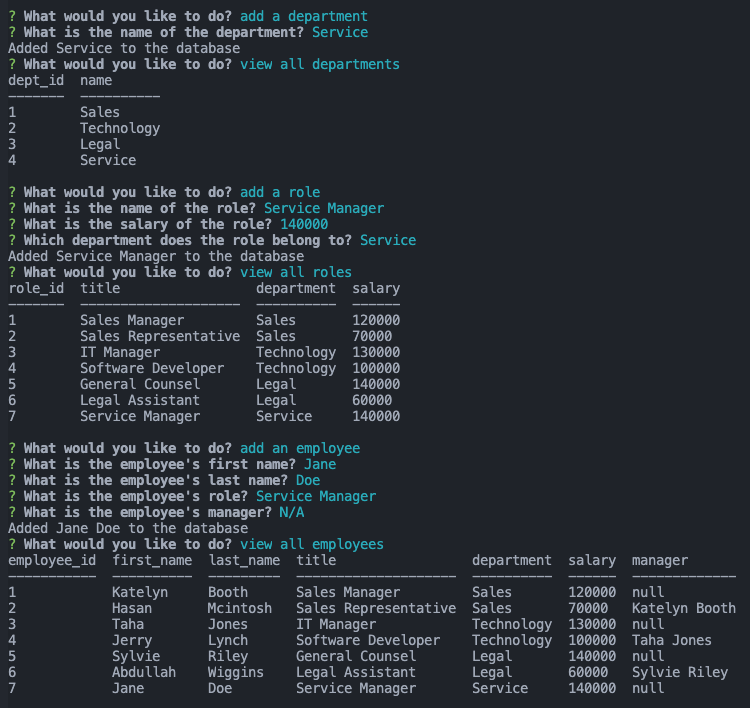 ? What would you like to do? add a department
? What is the name of the department? Service
Added Service to the database
? What would you like to do? view all departments
dept_id  name
-------  ----------
1        Sales
2        Technology
3        Legal
4        Service

? What would you like to do? add a role
? What is the name of the role? Service Manager
? What is the salary of the role? 140000
? Which department does the role belong to? Service
Added Service Manager to the database
? What would you like to do? view all roles
role_id  title                 department  salary
-------  --------------------  ----------  ------
1        Sales Manager         Sales       120000
2        Sales Representative  Sales       70000
3        IT Manager            Technology  130000
4        Software Developer    Technology  100000
5        General Counsel       Legal       140000
6        Legal Assistant       Legal       60000
7        Service Manager       Service     140000

? What would you like to do? add an employee
? What is the employee's first name? Jane
? What is the employee's last name? Doe
? What is the employee's role? Service Manager
? What is the employee's manager? N/A
Added Jane Doe to the database
? What would you like to do? view all employees
employee_id  first_name  last_name  title                 department  salary  manager
-----------  ----------  ---------  --------------------  ----------  ------  -------------
1            Katelyn     Booth      Sales Manager         Sales       120000  null
2            Hasan       Mcintosh   Sales Representative  Sales       70000   Katelyn Booth
3            Taha        Jones      IT Manager            Technology  130000  null
4            Jerry       Lynch      Software Developer    Technology  100000  Taha Jones
5            Sylvie      Riley      General Counsel       Legal       140000  null
6            Abdullah    Wiggins    Legal Assistant       Legal       60000   Sylvie Riley
7            Jane        Doe        Service Manager       Service     140000  null